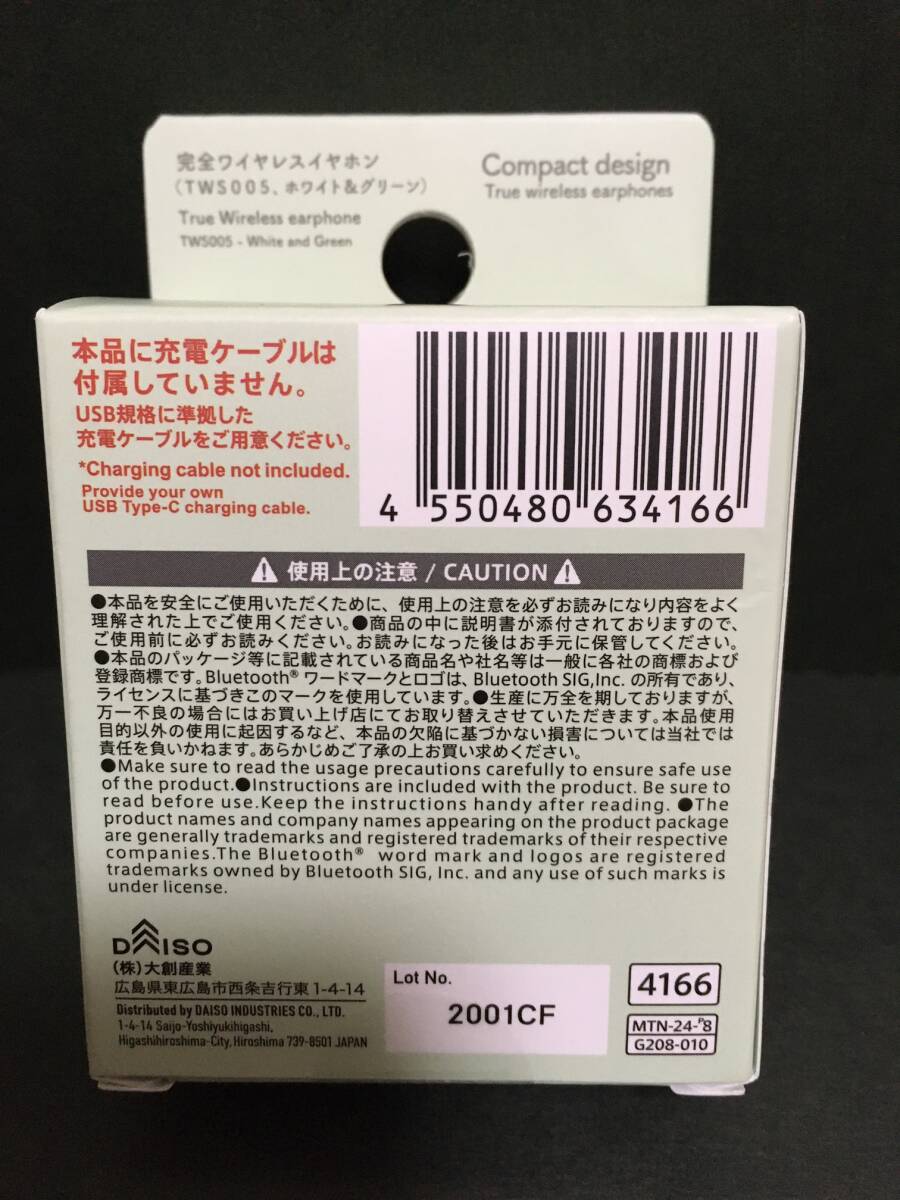 完全ワイヤレスイヤホン
(TWS005、ホワイト&グリーン)
True Wireless earphone
TWS005 - White and Green
Compact design
True wireless earphones
本品に充電ケーブルは
付属していません。
USB規格に準拠した
充電ケーブルをご用意ください。
*Charging cable not included.
Provide your own
USB Type-C charging cable.
4 550480 634166
使用上の注意 / CAUTION
●本品を安全にご使用いただくために、使用上の注意を必ずお読みになり内容をよく
理解された上でご使用ください。●商品の中に説明書が添付されておりますので、
ご使用前に必ずお読みください。お読みになった後はお手元に保管してください。
●本品のパッケージ等に記載されている商品名や社名等は一般に各社の商標および
登録商標です。Bluetooth® ワードマークとロゴは、Bluetooth SIG,Inc. の所有であり、
ライセンスに基づきこのマークを使用しています。●生産に万全を期しておりますが、
万一不良の場合にはお買い上げ店にてお取り替えさせていただきます。本品使用
目的以外の使用に起因するなど、本品の欠陥に基づかない損害については当社では
責任を負いかねます。あらかじめご了承の上お買い求めください。
●Make sure to read the usage precautions carefully to ensure safe use
of the product.●Instructions are included with the product. Be sure to
read before use.Keep the instructions handy after reading. ●The
product names and company names appearing on the product package
are generally trademarks and registered trademarks of their respective
companies.The Bluetooth® word mark and logos are registered
trademarks owned by Bluetooth SIG, Inc. and any use of such marks is
under license.
DAISO
(株)大創産業
広島県東広島市西条吉行東1-4-14
Distributed by DAISO INDUSTRIES CO., LTD.
1-4-14 Saijo-Yoshiyukihigashi,
Higashihiroshima-City, Hiroshima 739-8501 JAPAN
Lot No.
2001CF
4166
MTN-24-P8
G208-010